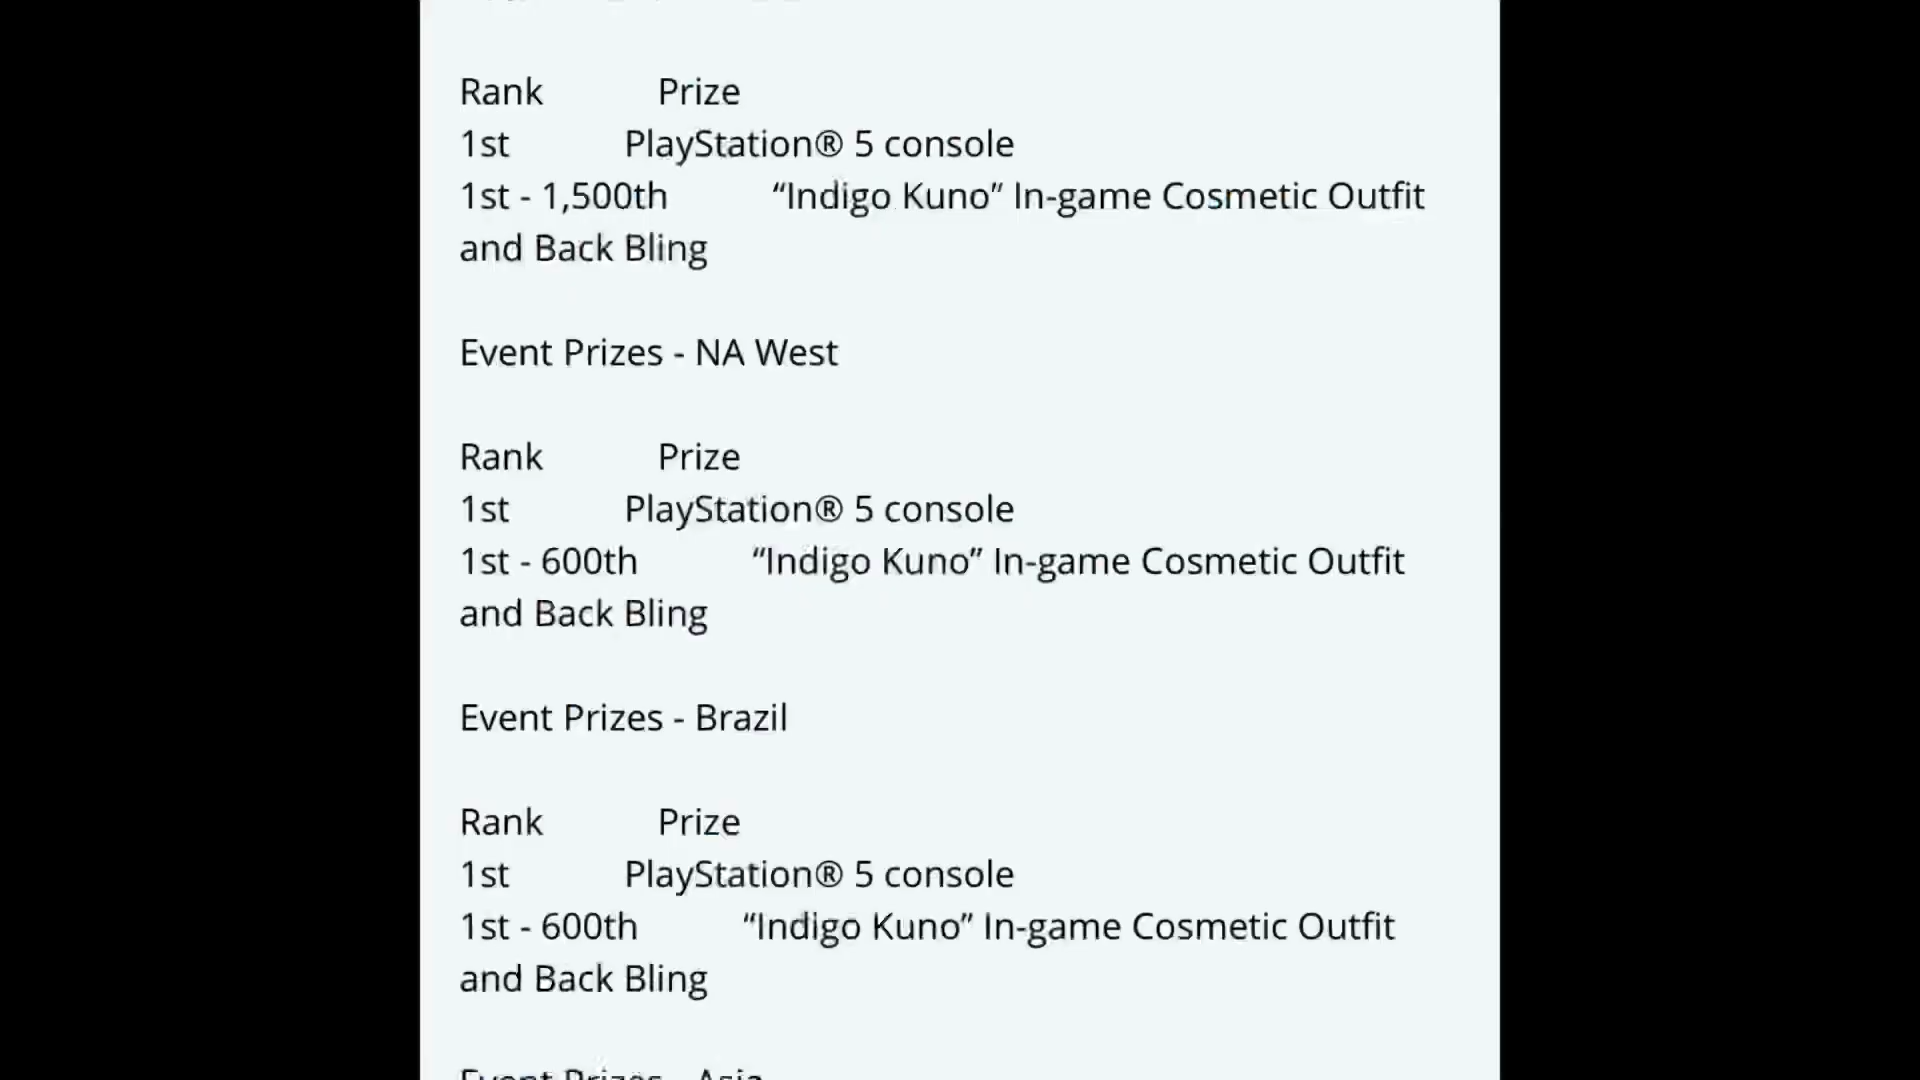 Rank Prize
1st PlayStation® 5 console
1st - 1,500th “Indigo Kuno” In-game Cosmetic Outfit
and Back Bling
Event Prizes - NA West
Rank Prize
1st PlayStation® 5 console
1st - 600th “Indigo Kuno” In-game Cosmetic Outfit
and Back Bling
Event Prizes - Brazil
Rank Prize
1st PlayStation® 5 console
1st - 600th “Indigo Kuno” In-game Cosmetic Outfit
and Back Bling
Event Prizes - Asia